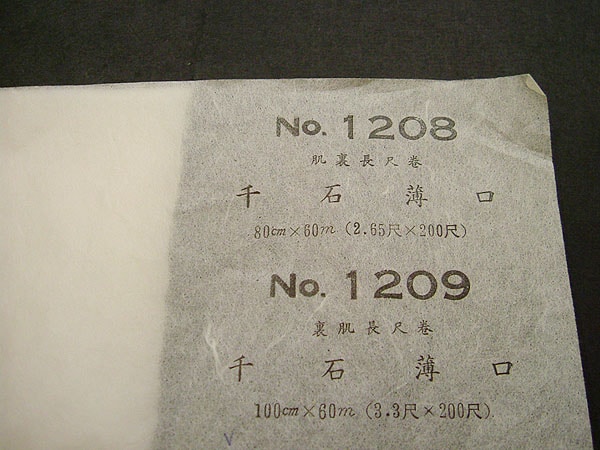 No. 1208
肌裏長尺巻
千石薄口
80cm×60m (2.65尺×200尺)
No. 1209
裏肌長尺巻
千石薄口
100cm×60m (3.3尺×200尺)
V